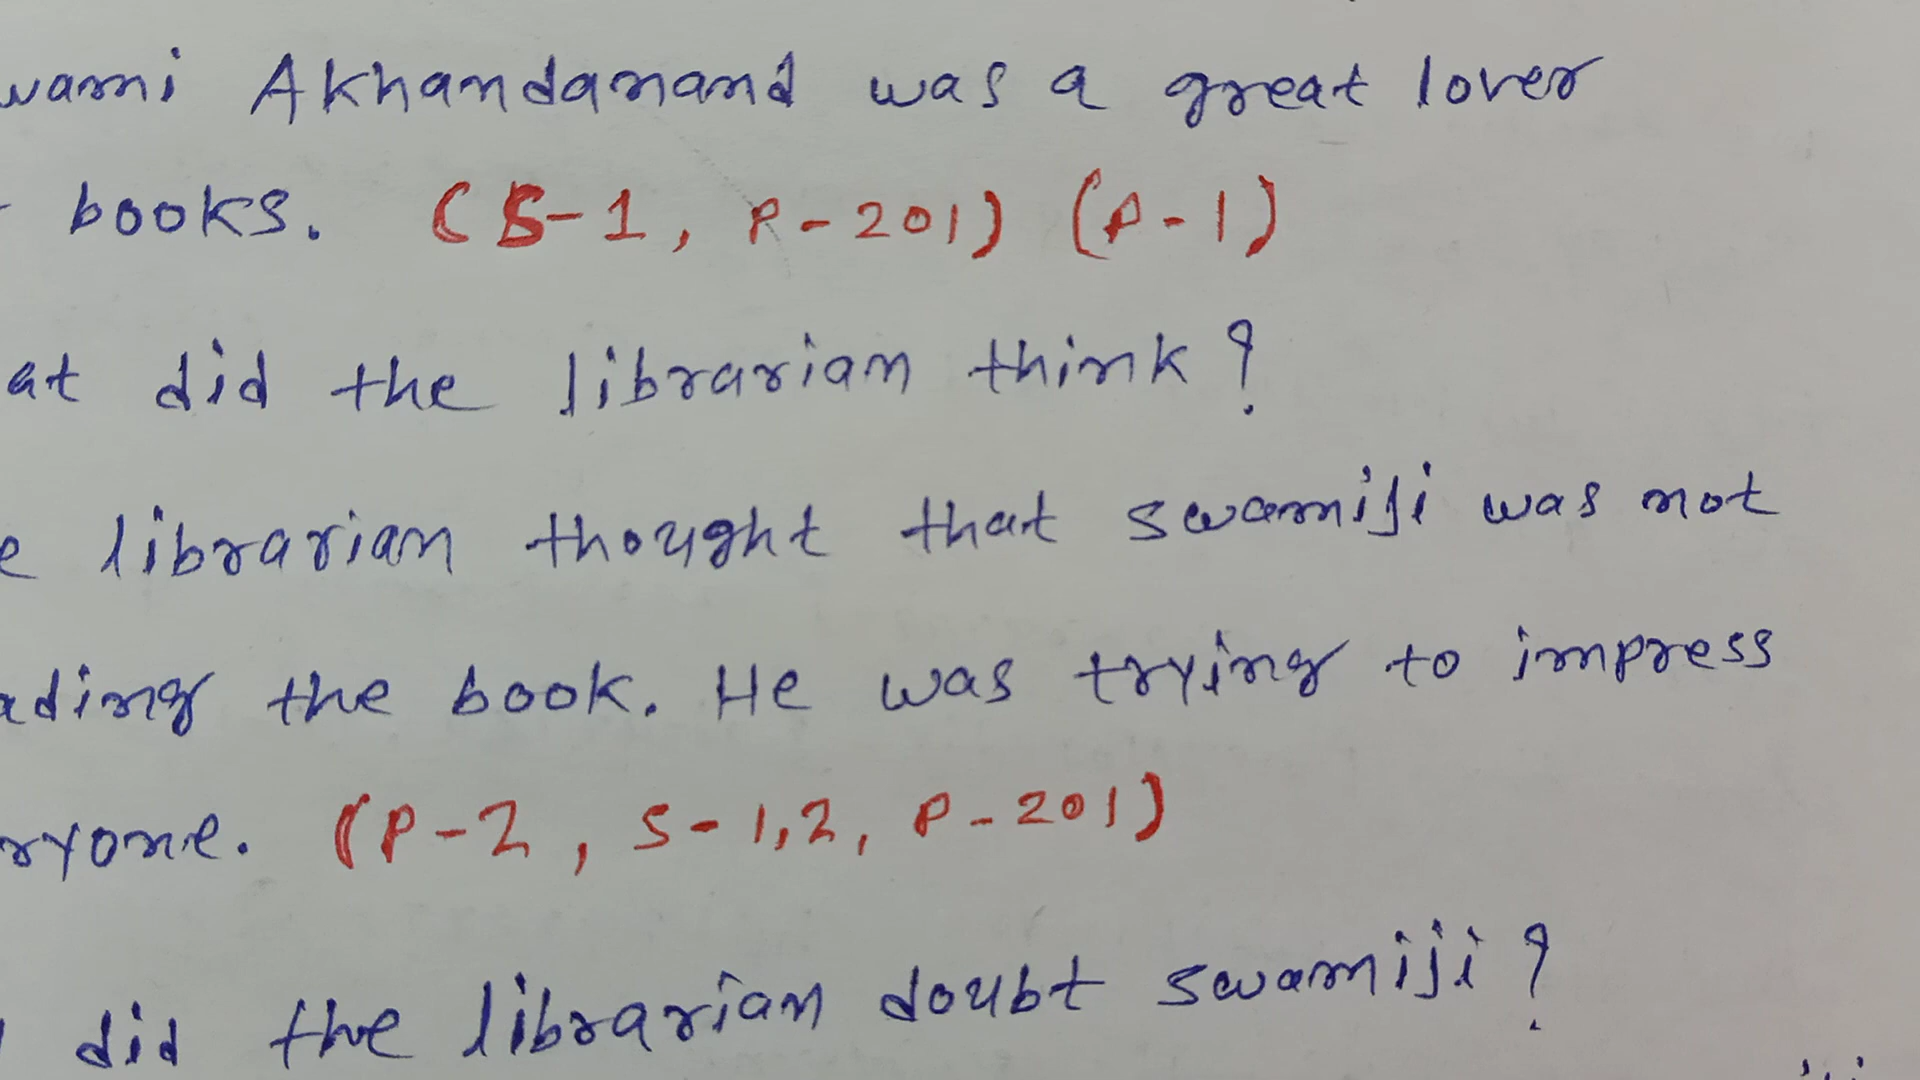 wami Akhandanand was a great lover
books. (S-1, P-201) (P-1)
at did the librarian think?
e librarian thought that swamiji was not
ading the book. He was trying to impress
ryone. (P-2, S-1,2, P-201)
did the librarian doubt swamiji?